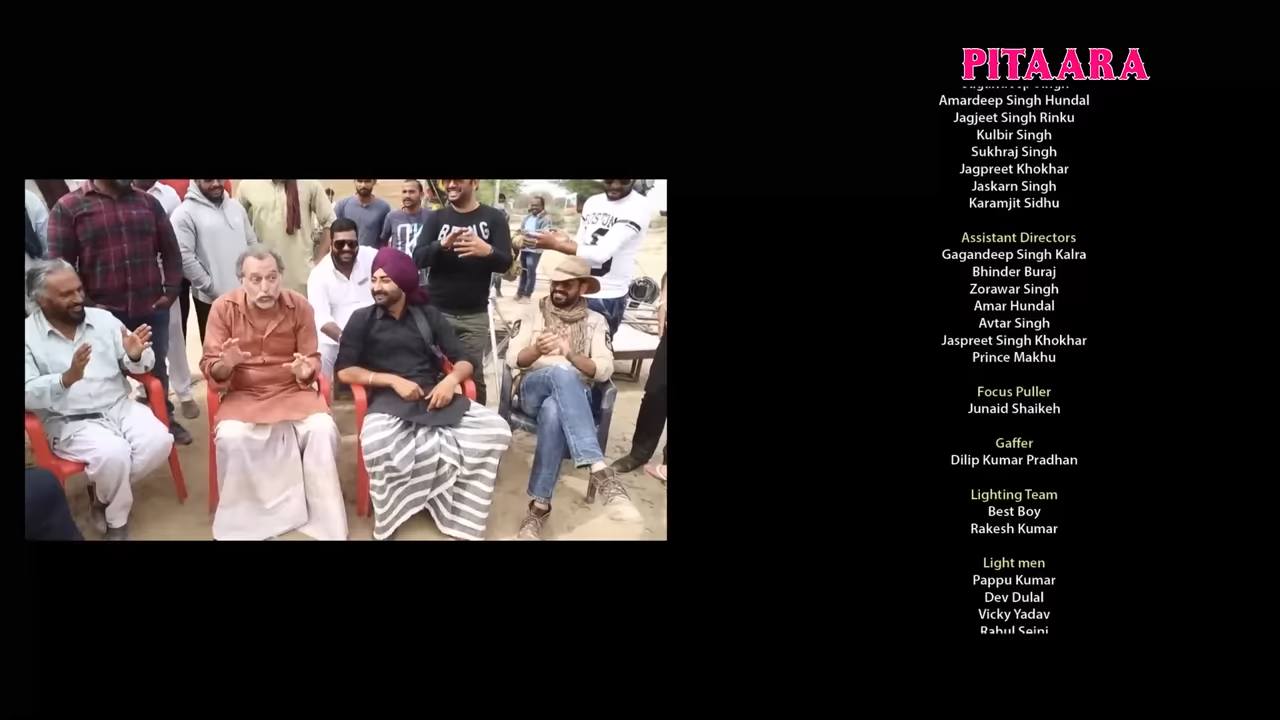 PITAARA
Amardeep Singh Hundal
Jagjeet Singh Rinku
Kulbir Singh
Sukhraj Singh
Jagpreet Khokhar
Jaskarn Singh
Karamjit Sidhu
Assistant Directors
Gagandeep Singh Kalra
Bhinder Buraj
Zorawar Singh
Amar Hundal
Avtar Singh
Jaspreet Singh Khokhar
Prince Makhu
Focus Puller
Junaid Shaikeh
Gaffer
Dilip Kumar Pradhan
Lighting Team
Best Boy
Rakesh Kumar
Light men
Pappu Kumar
Dev Dulal
Vicky Yadav
Rahul Seini